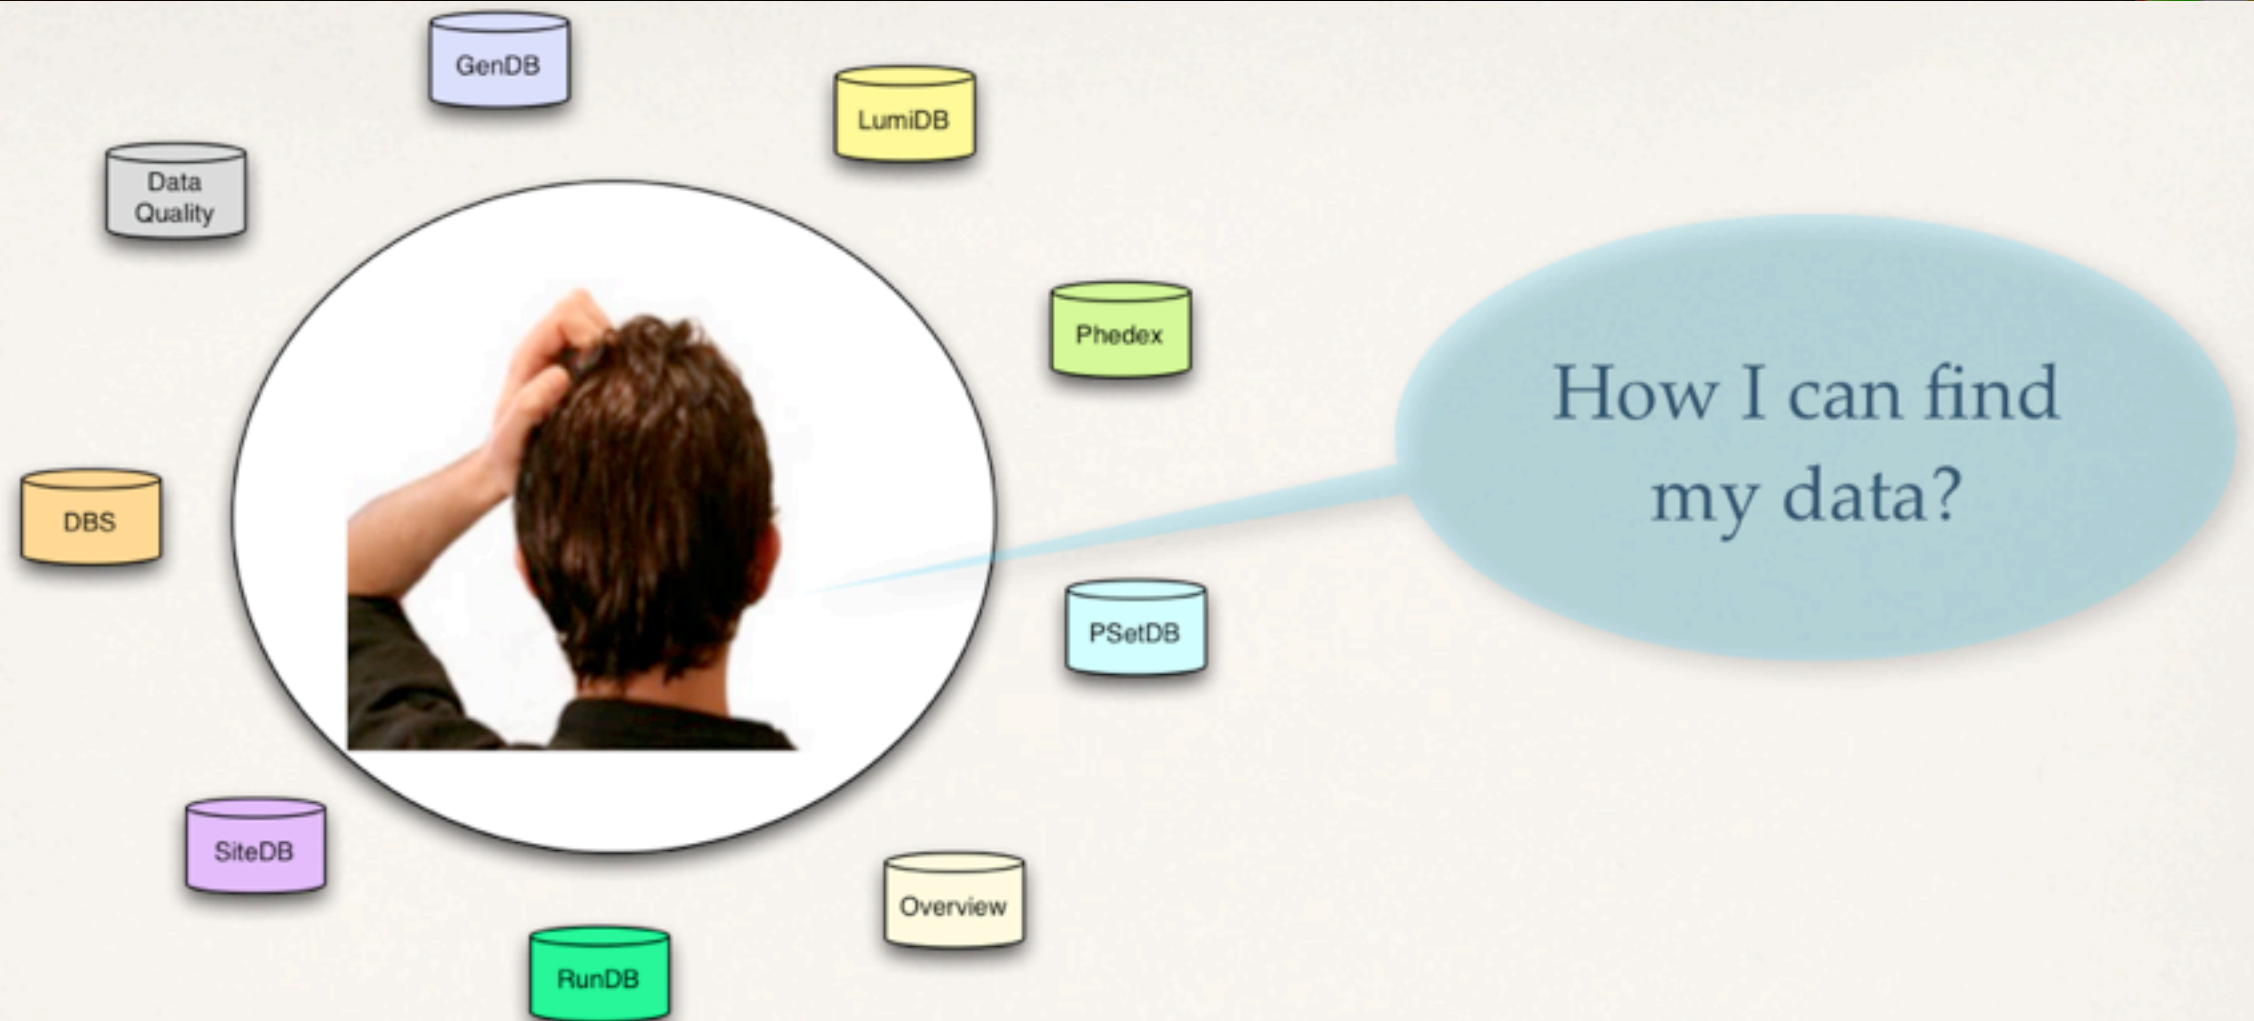 GenDB
LumiDB
Data
Quality
Phedex
How I can find
my data?
DBS
PSetDB
SiteDB
Overview
RunDB